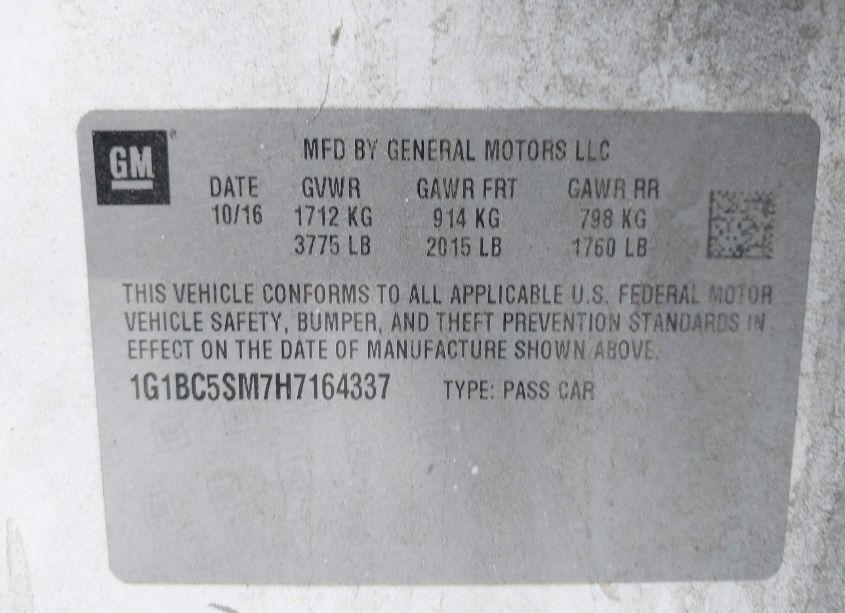 GM
MFD BY GENERAL MOTORS LLC
DATE GVWR GAWR FRT GAWR RR
10/16 1712 KG 914 KG 798 KG
3775 LB 2015 LB 1760 LB
THIS VEHICLE CONFORMS TO ALL APPLICABLE U.S. FEDERAL MOTOR
VEHICLE SAFETY, BUMPER, AND THEFT PREVENTION STANDARDS IN
EFFECT ON THE DATE OF MANUFACTURE SHOWN ABOVE.
1G1BC5SM7H7164337 TYPE: PASS CAR